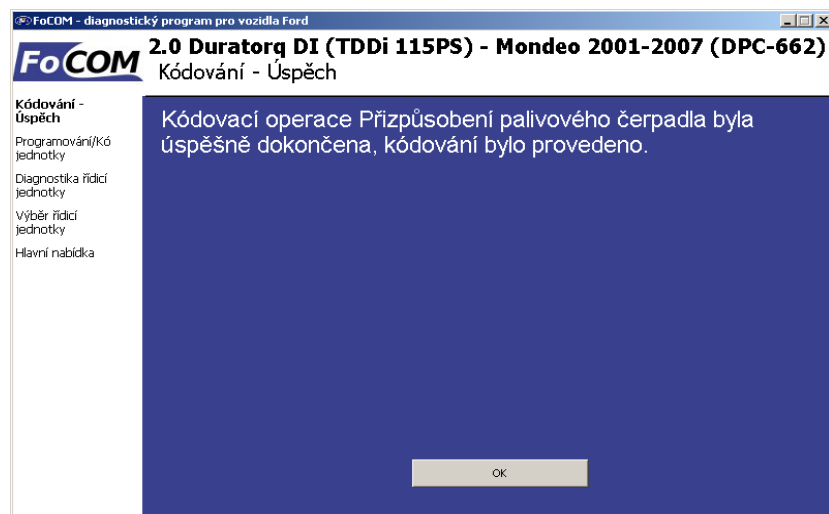 FoCOM - diagnostický program pro vozidla Ford
FoCOM
2.0 Duratorq DI (TDDi 115PS) - Mondeo 2001-2007 (DPC-662)
Kódování - Úspěch
Kódování -
Úspěch
Programování/Kó
jednotky
Diagnostika řídicí
jednotky
Výběr řídicí
jednotky
Hlavní nabídka
Kódovací operace Přizpůsobení palivového čerpadla byla
úspěšně dokončena, kódování bylo provedeno.
OK